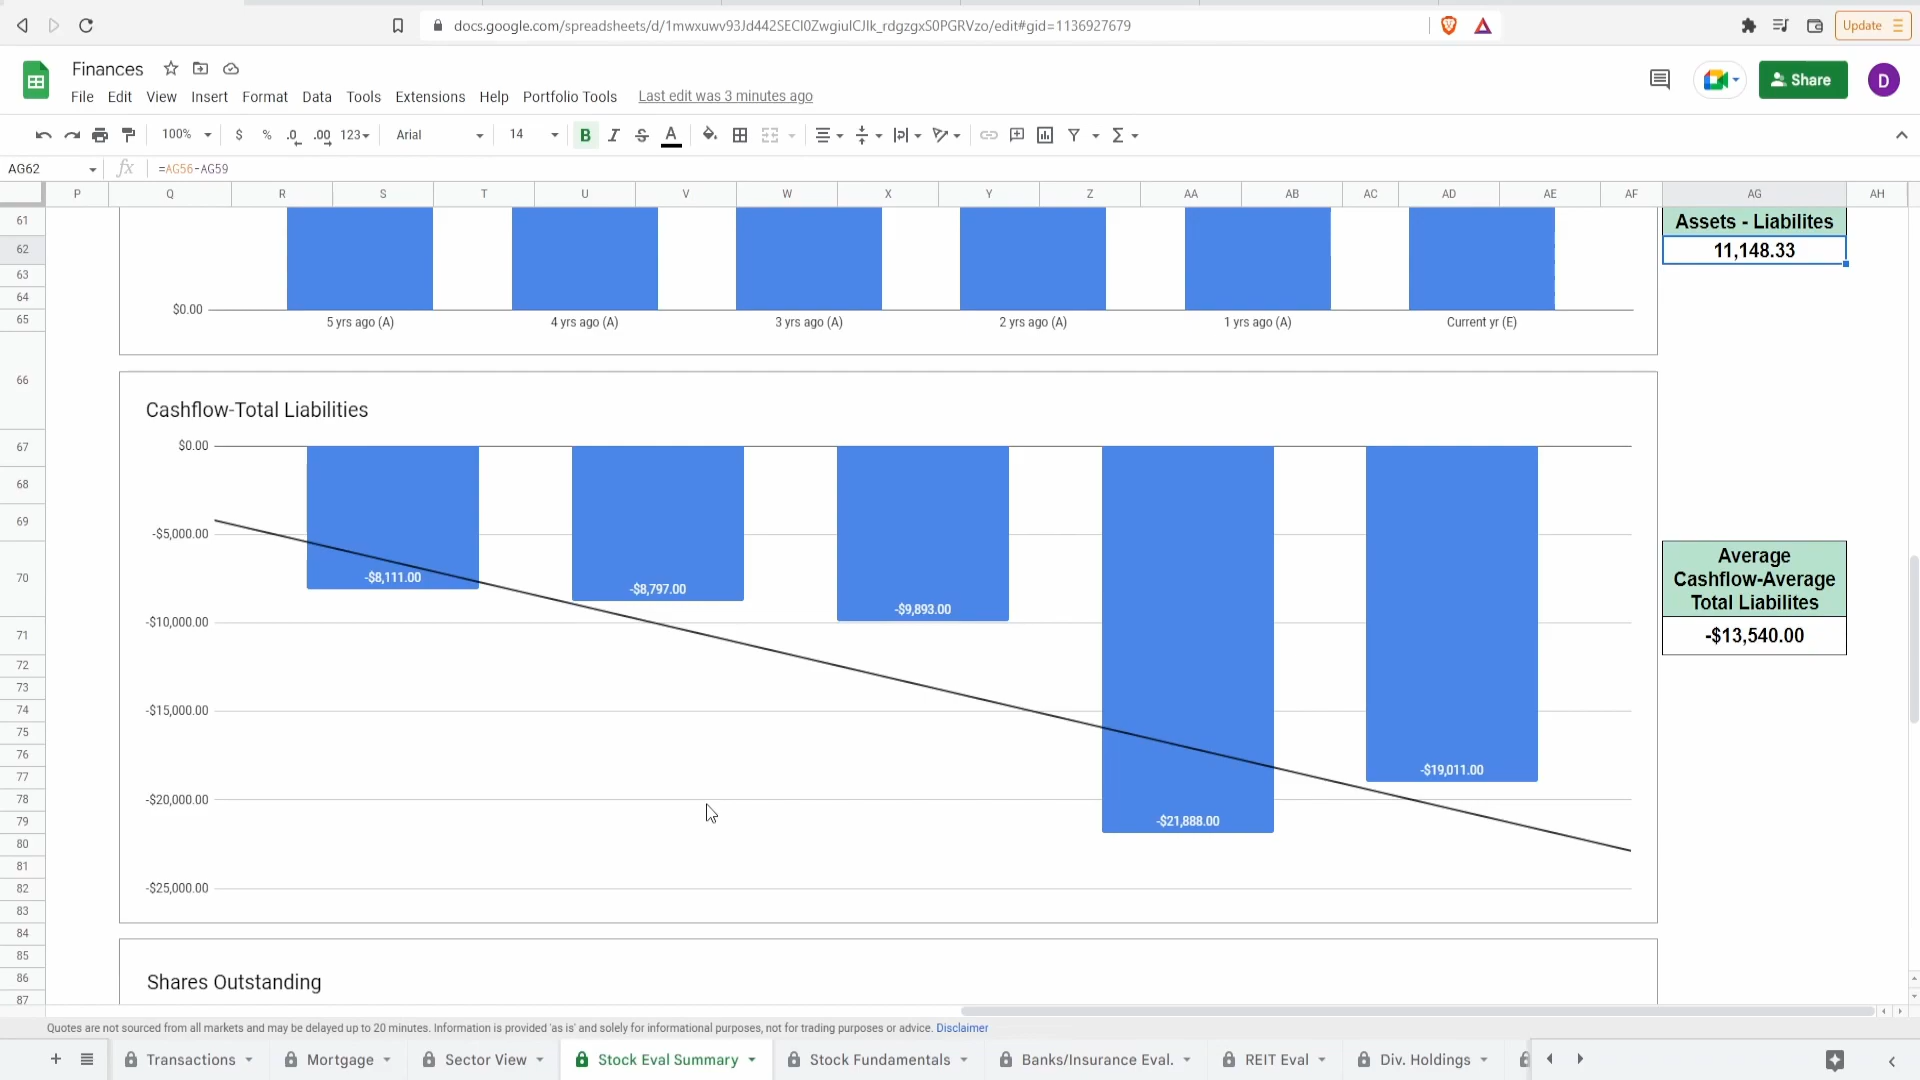 docs.google.com/spreadsheets/d/1mwxuwv93Jd442SECl0ZwgiulCJlk_rdgzgxS0PGRVzo/edit#gid=1136927679
Update
Finances
File Edit View Insert Format Data Tools Extensions Help Portfolio Tools Last edit was 3 minutes ago
Share
D
100% $ % .0 .00 123 Arial 14 B I S A
AG62 fx =AG56-AG59
P Q R S T U V W X Y Z AA AB AC AD AE AF AG AH
61
Assets - Liabilites
62
11,148.33
63
64
$0.00
65
5 yrs ago (A) 4 yrs ago (A) 3 yrs ago (A) 2 yrs ago (A) 1 yrs ago (A) Current yr (E)
66
Cashflow-Total Liabilities
67
$0.00
68
69
-$5,000.00
70
Average
Cashflow-Average
Total Liabilites
-$8,111.00
-$8,797.00
-$9,893.00
-$10,000.00
71
-$13,540.00
72
73
74
-$15,000.00
75
76
77
-$19,011.00
78
-$20,000.00
79
-$21,888.00
80
81
82
-$25,000.00
83
84
85
86
Shares Outstanding
87
Quotes are not sourced from all markets and may be delayed up to 20 minutes. Information is provided 'as is' and solely for informational purposes, not for trading purposes or advice. Disclaimer
Transactions Mortgage Sector View Stock Eval Summary Stock Fundamentals Banks/Insurance Eval. REIT Eval Div. Holdings